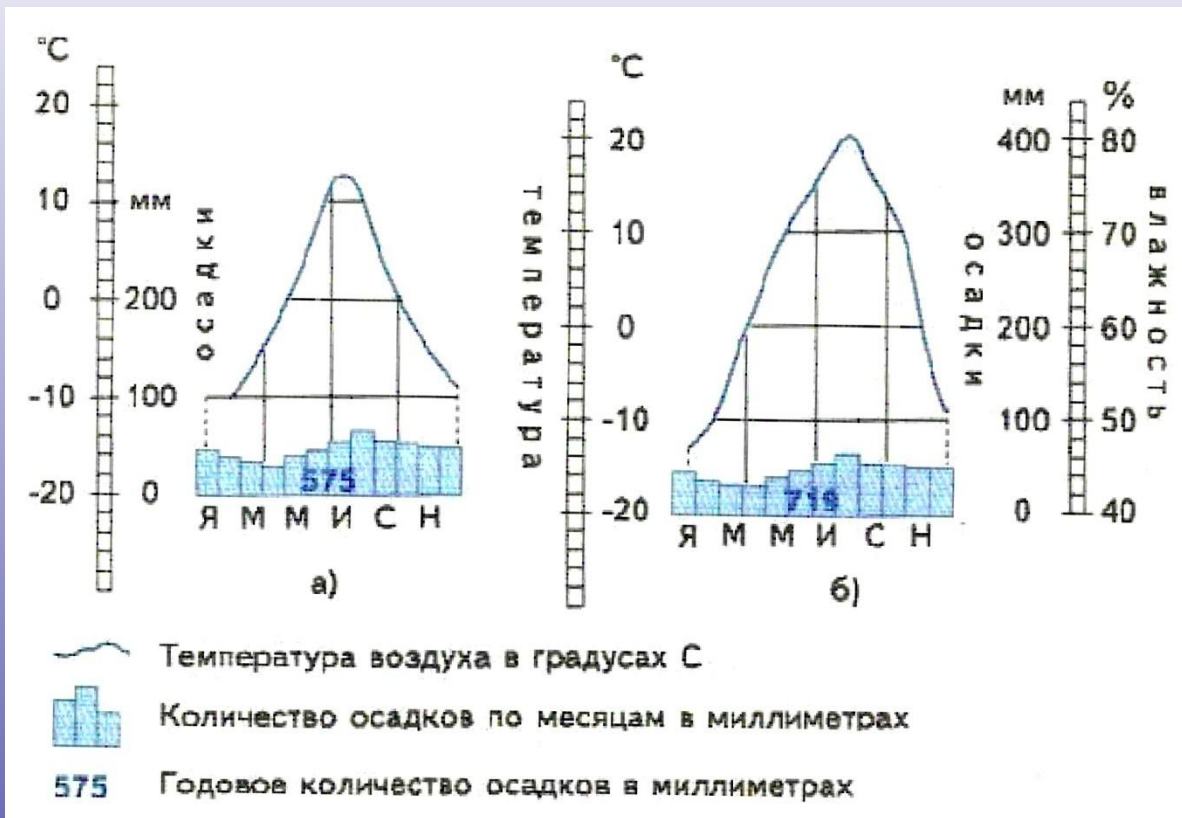 °С
20
10
0
-10
-20
мм
200
100
0
осадки
Я М М И С Н
575
а)
температура
°С
20
10
0
-10
-20
719
Я М М И С Н
б)
осадки
мм %
400 80
300 70
200 60
100 50
0 40
влажность
Температура воздуха в градусах С
Количество осадков по месяцам в миллиметрах
575 Годовое количество осадков в миллиметрах